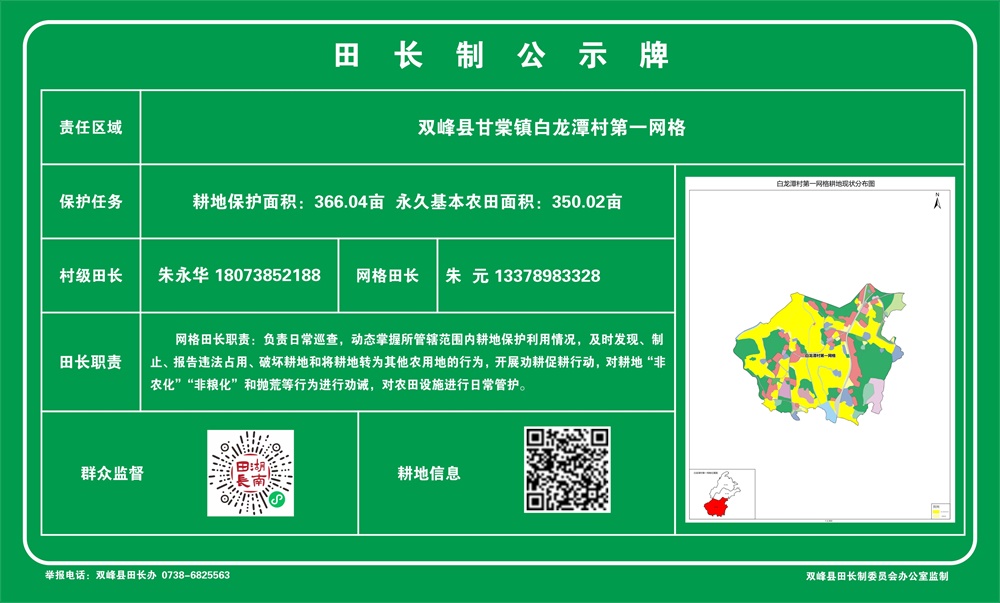 田长制公示牌
责任区域
双峰县甘棠镇白龙潭村第一网格
保护任务
耕地保护面积：366.04亩 永久基本农田面积：350.02亩
村级田长
朱永华 18073852188
网格田长
朱 元 13378983328
田长职责
网格田长职责：负责日常巡查，动态掌握所管辖范围内耕地保护利用情况，及时发现、制
止、报告违法占用、破坏耕地和将耕地转为其他农用地的行为，开展劝耕促耕行动，对耕地“非
农化”“非粮化”和抛荒等行为进行劝诫，对农田设施进行日常管护。
白龙潭村第一网格耕地现状分布图
N
白龙潭村第一网格
群众监督
湖南
田长
耕地信息
举报电话：双峰县田长办 0738-6825563
双峰县田长制委员会办公室监制